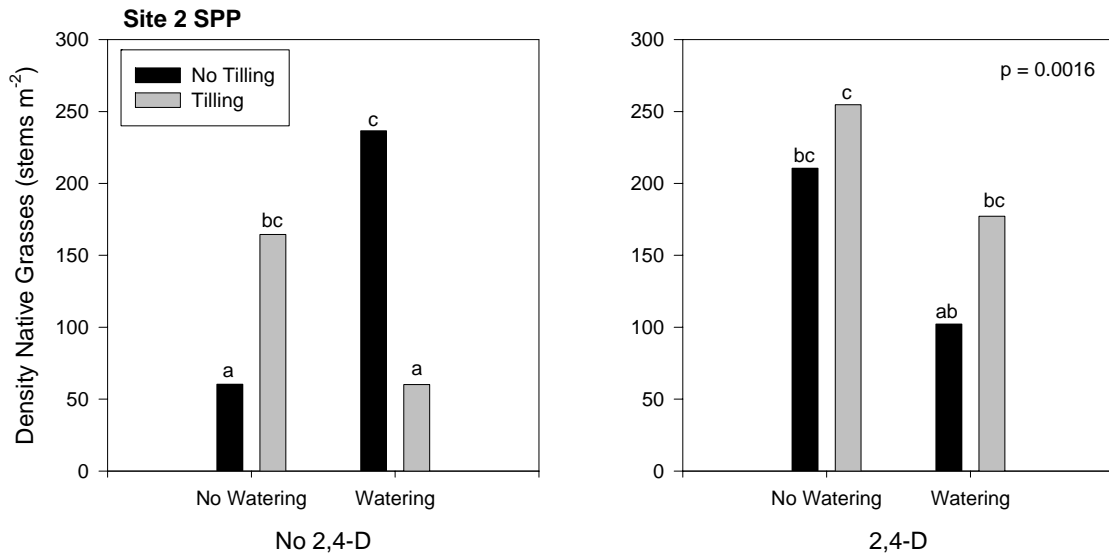 Site 2 SPP
Density Native Grasses (stems m-2)
300
250
200
150
100
50
0
No Tilling
Tilling
a
bc
c
a
No Watering
Watering
No 2,4-D
300
250
200
150
100
50
0
p = 0.0016
bc
c
ab
bc
No Watering
Watering
2,4-D